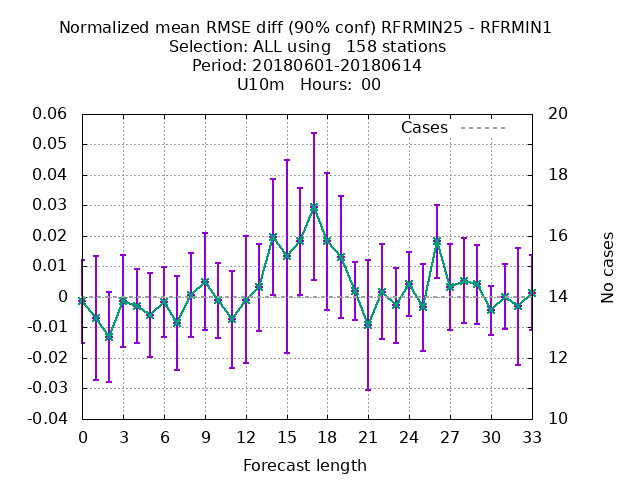 Normalized mean RMSE diff (90% conf) RFRMIN25 - RFRMIN1
Selection: ALL using   158 stations
Period: 20180601-20180614
U10m   Hours:  00
Cases
0.06
0.05
0.04
0.03
0.02
0.01
0
-0.01
-0.02
-0.03
-0.04
20
18
16
14
12
10
No cases
0 3 6 9 12 15 18 21 24 27 30 33
Forecast length